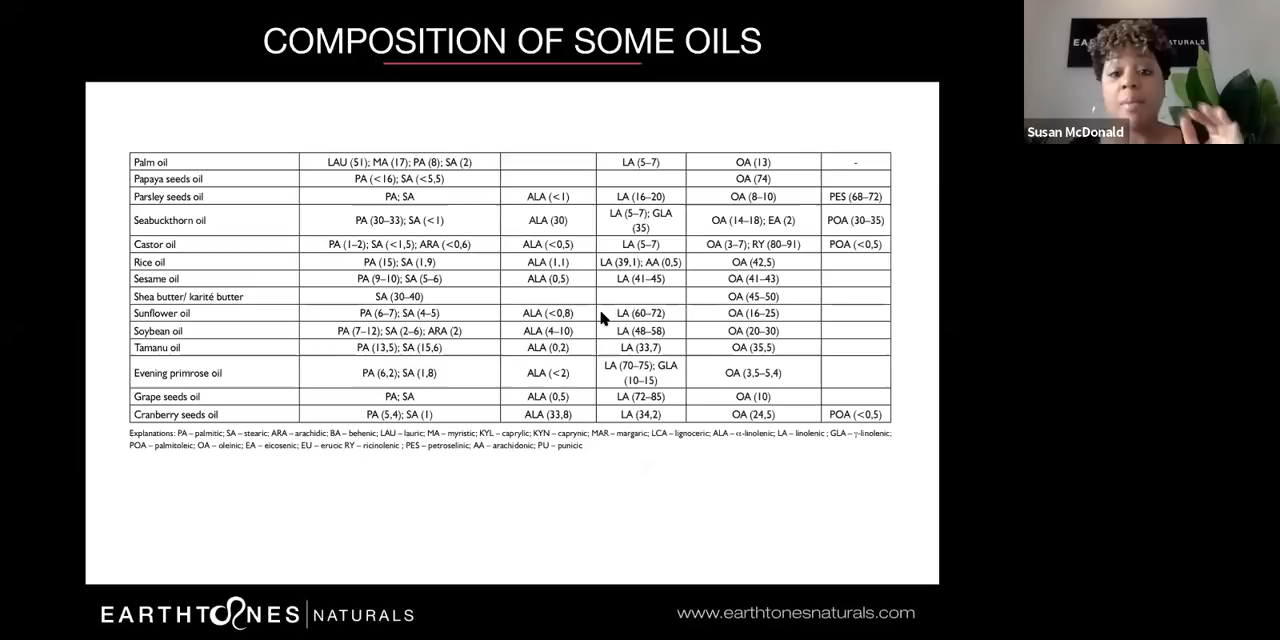 COMPOSITION OF SOME OILS
EARTH
NATURALS
Susan McDonald
Palm oil LAU (51); MA (17); PA (8); SA (2) LA (5–7) OA (13) -
Papaya seeds oil PA (<16); SA (<5,5) OA (74)
Parsley seeds oil PA; SA ALA (<1) LA (16–20) OA (8–10) PES (68–72)
Seabuckthorn oil PA (30–33); SA (<1) ALA (30) LA (5–7); GLA (35) OA (14–18); EA (2) POA (30–35)
Castor oil PA (1–2); SA (<1,5); ARA (<0,6) ALA (<0,5) LA (5–7) OA (3–7); RY (80–91) POA (<0,5)
Rice oil PA (15); SA (1,9) ALA (1,1) LA (39,1); AA (0,5) OA (42,5)
Sesame oil PA (9–10); SA (5–6) ALA (0,5) LA (41–45) OA (41–43)
Shea butter/ karité butter SA (30–40) OA (45–50)
Sunflower oil PA (6–7); SA (4–5) ALA (<0,8) LA (60–72) OA (16–25)
Soybean oil PA (7–12); SA (2–6); ARA (2) ALA (4–10) LA (48–58) OA (20–30)
Tamanu oil PA (13,5); SA (15,6) ALA (0,2) LA (33,7) OA (35,5)
Evening primrose oil PA (6,2); SA (1,8) ALA (<2) LA (70–75); GLA (10–15) OA (3,5–5,4)
Grape seeds oil PA; SA ALA (0,5) LA (72–85) OA (10)
Cranberry seeds oil PA (5,4); SA (1) ALA (33,8) LA (34,2) OA (24,5) POA (<0,5)
Explanations: PA – palmitic; SA – stearic; ARA – arachidic; BA – behenic; LAU – lauric; MA – myristic; KYL – caprylic; KYN – caprynic; MAR – margaric; LCA – lignoceric; ALA – α-linolenic; LA – linolenic ; GLA – γ-linolenic;
POA – palmitoleic; OA – oleinic; EA – eicosenic; EU – erucic RY – ricinolenic ; PES – petroselinic; AA – arachidonic; PU – punicic
EARTHTONES NATURALS
www.earthtonesnaturals.com